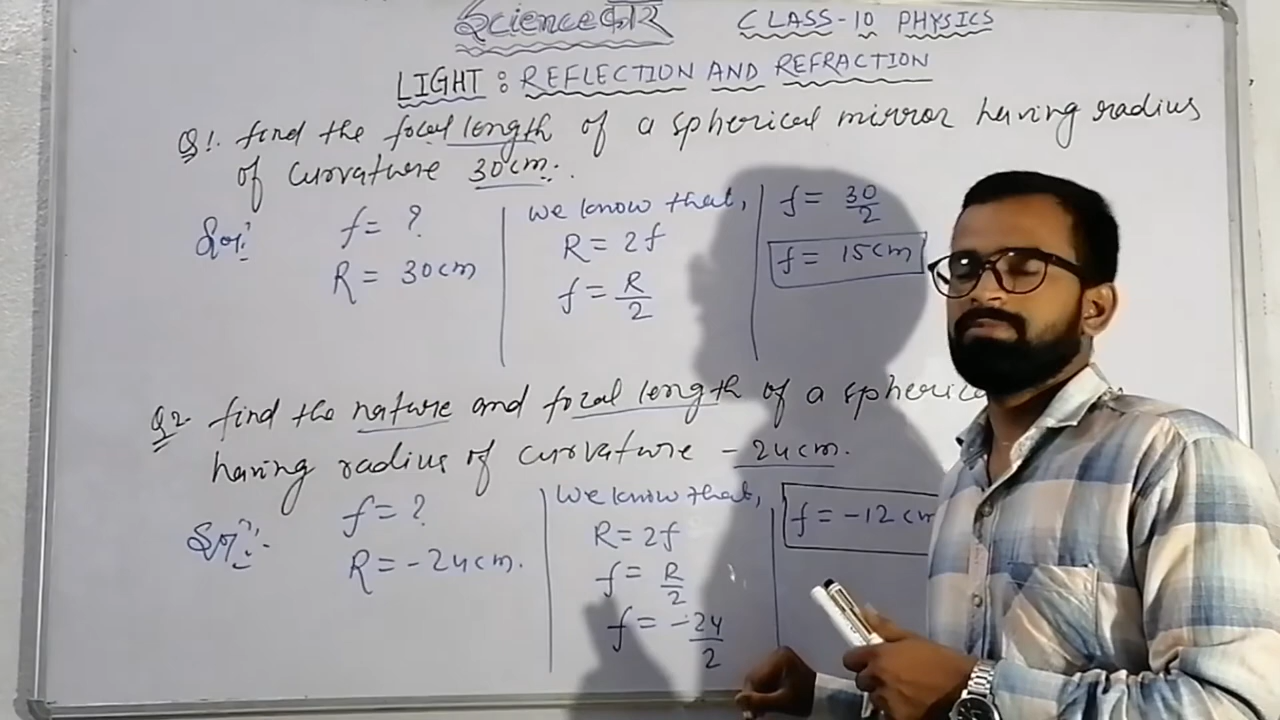 CLASS-10 PHYSICS
LIGHT: REFLECTION AND REFRACTION
Q1. find the focal length of a spherical mirror having radius
of curvature 30cm.
Sol:
f = ?
R = 30cm
We know that,
R = 2f
f = R/2
f = 30/2
f = 15cm
Q2. find the nature and focal length of a
having radius of curvature - 24cm.
Sol:
f = ?
R = -24cm.
We know that,
R = 2f
f = R/2
f = -24/2
f = -12 cm